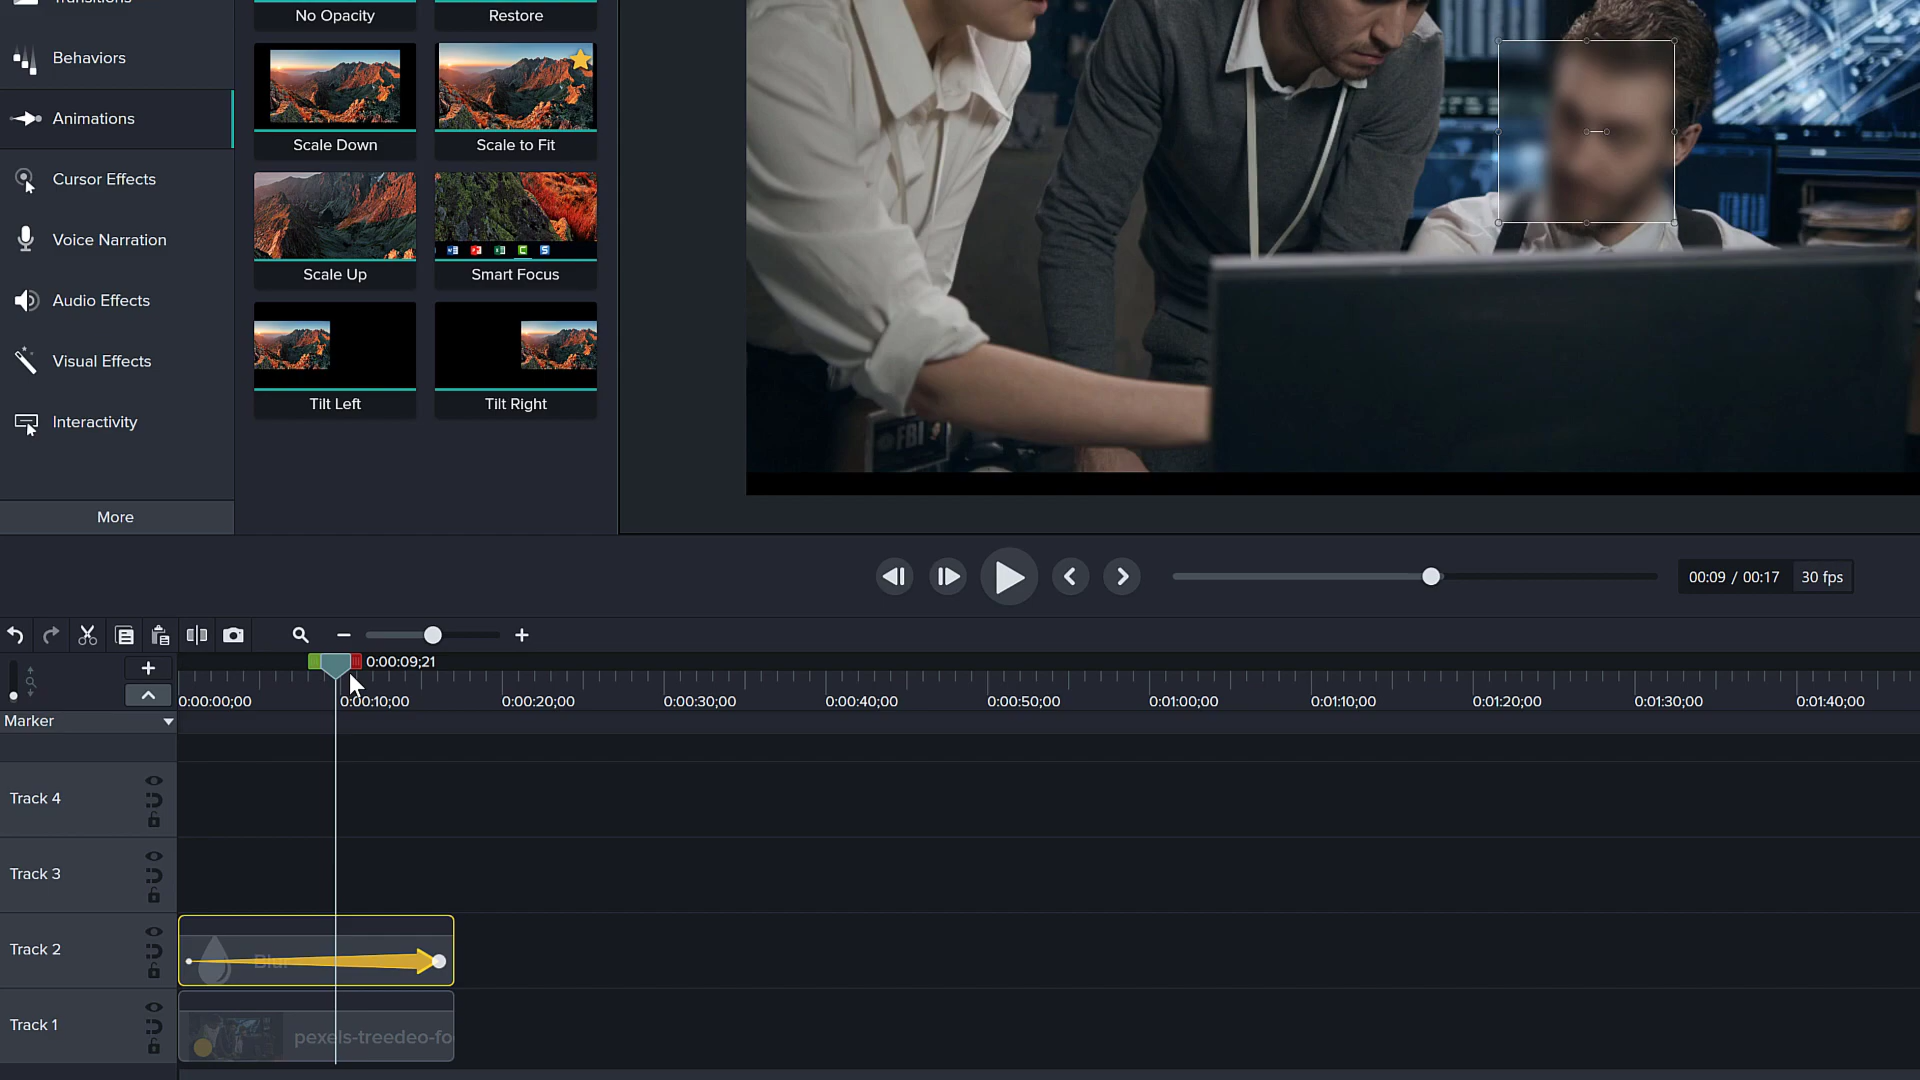 Transitions
Behaviors
Animations
Cursor Effects
Voice Narration
Audio Effects
Visual Effects
Interactivity
More
No Opacity
Restore
Scale Down
Scale to Fit
Scale Up
Smart Focus
Tilt Left
Tilt Right
FBI
00:09 / 00:17
30 fps
0:00:09;21
0:00:00;00
0:00:10;00
0:00:20;00
0:00:30;00
0:00:40;00
0:00:50;00
0:01:00;00
0:01:10;00
0:01:20;00
0:01:30;00
0:01:40;00
Marker
Track 4
Track 3
Track 2
Blur
Track 1
pexels-treedeo-fo